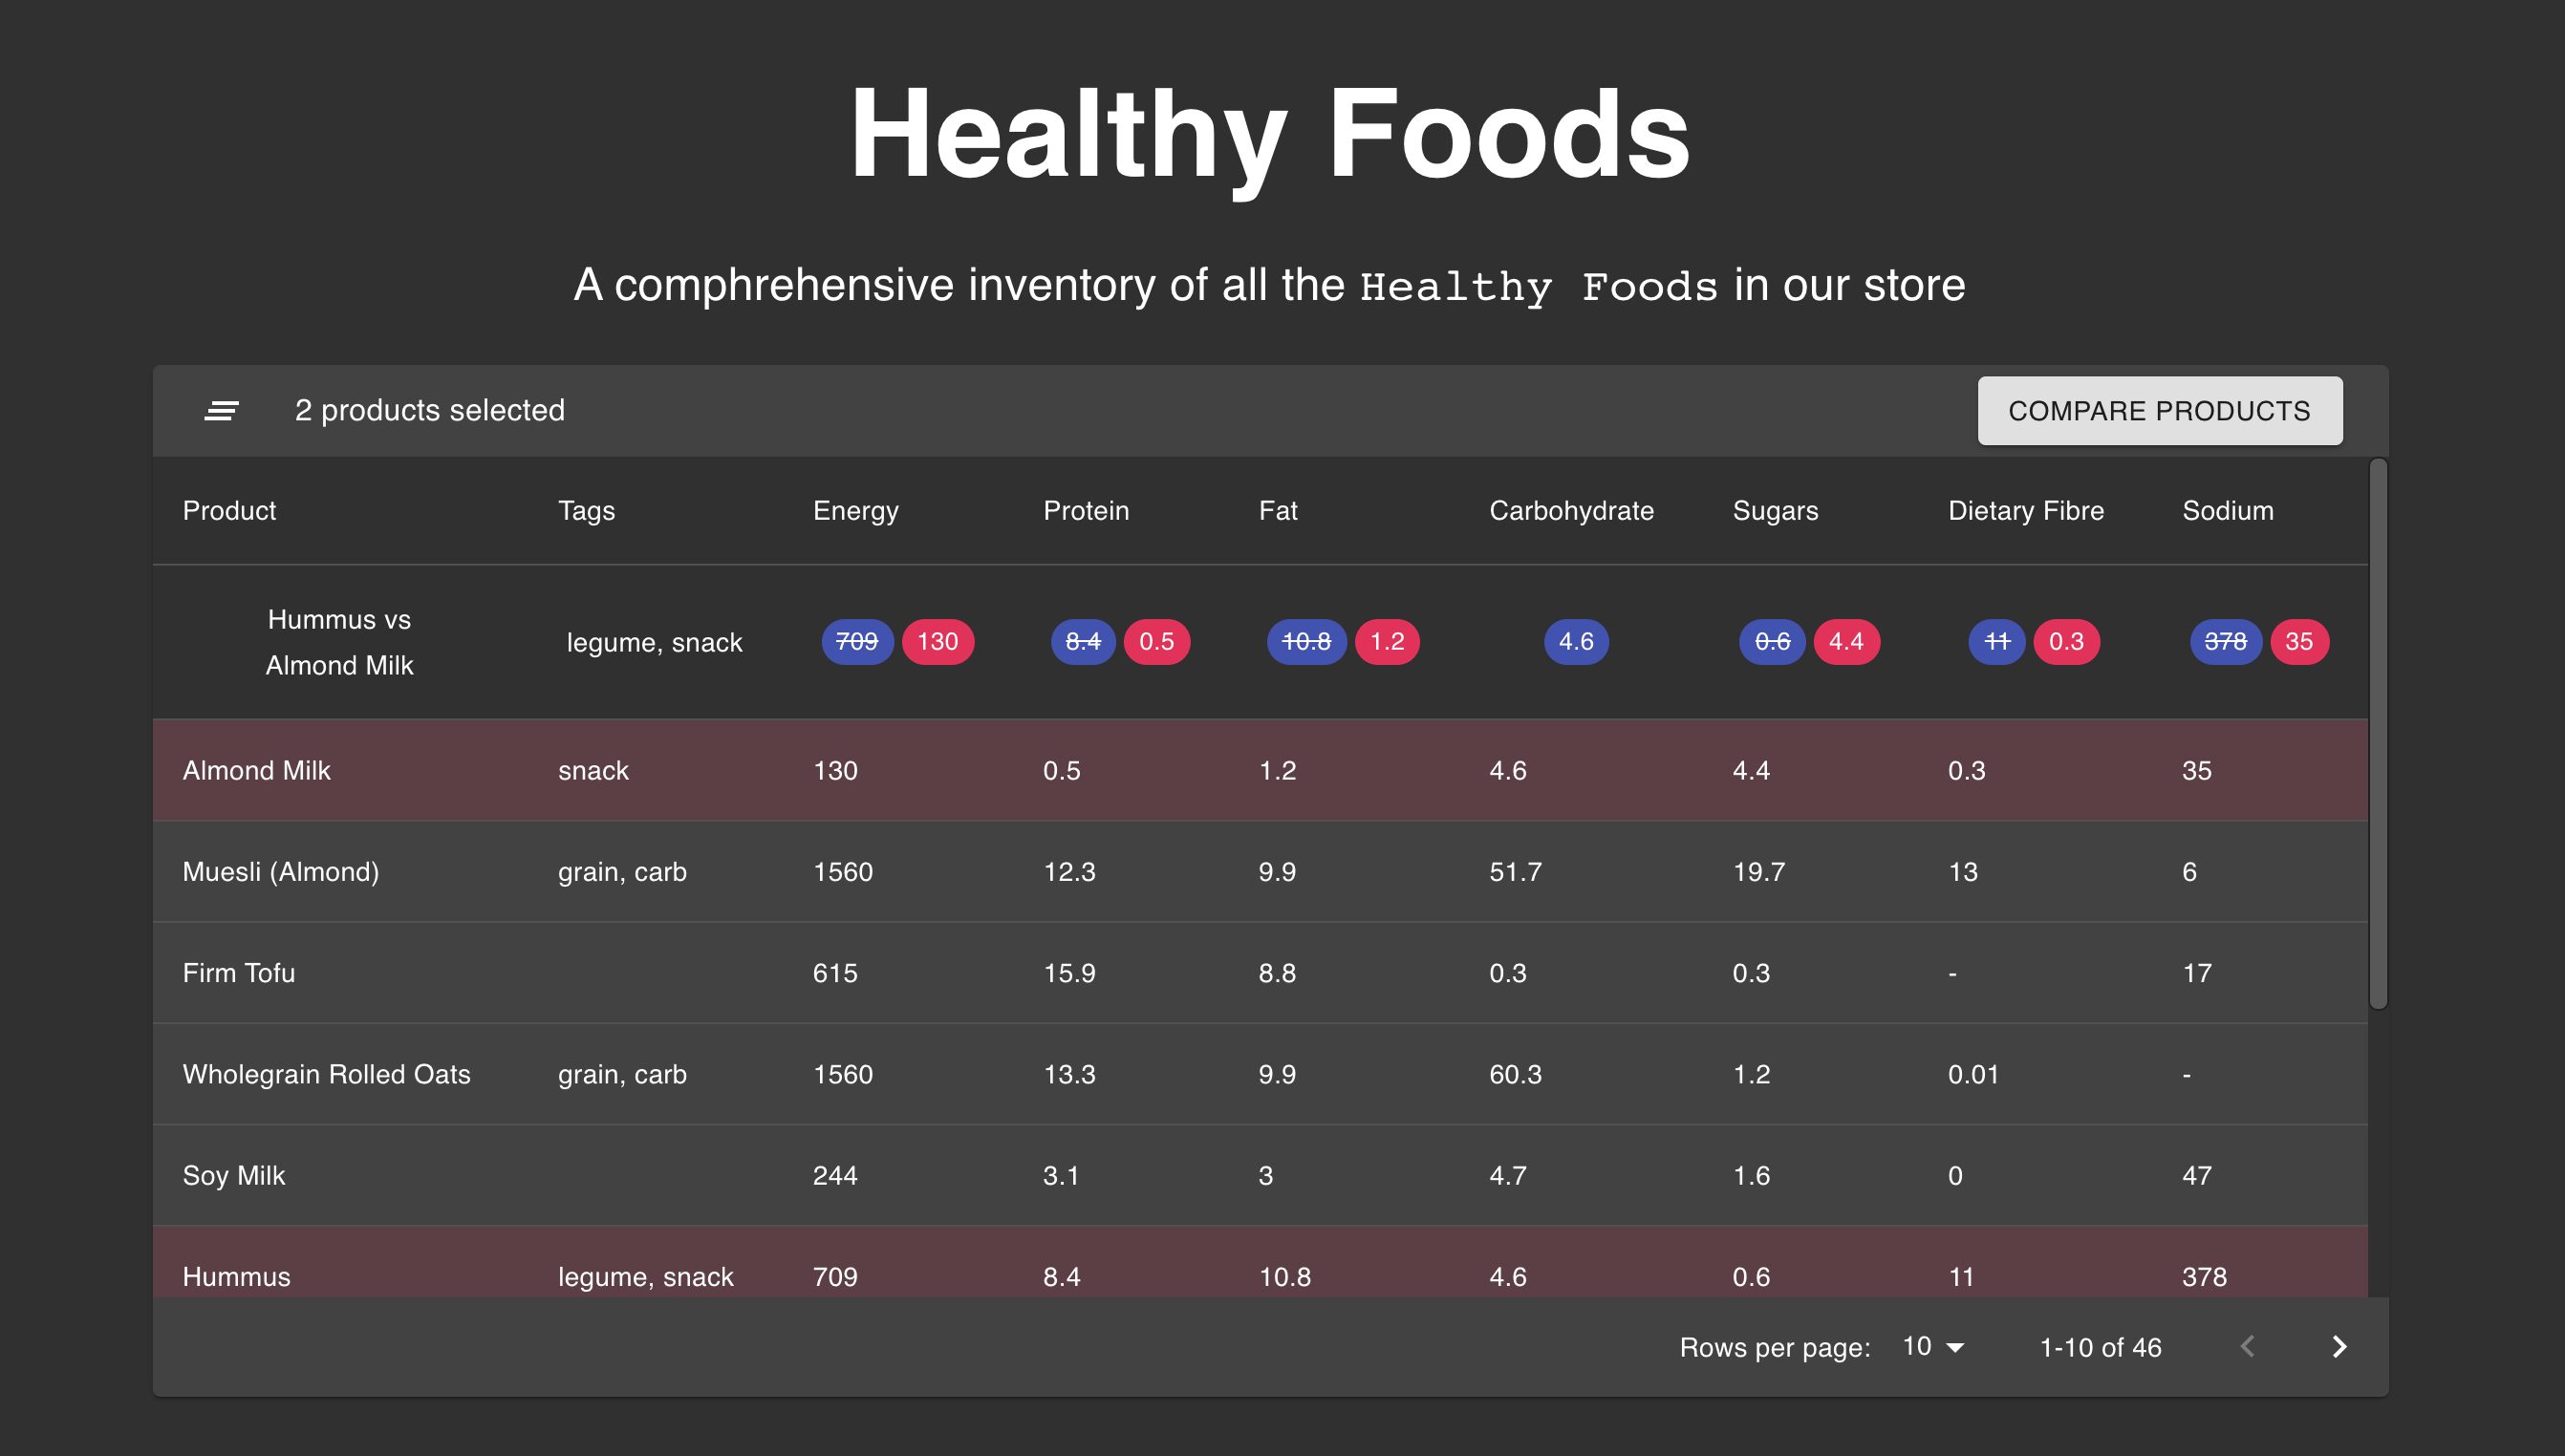 Healthy Foods
A comphrehensive inventory of all the Healthy Foods in our store
2 products selected COMPARE PRODUCTS
Product Tags Energy Protein Fat Carbohydrate Sugars Dietary Fibre Sodium
Hummus vs
Almond Milk legume, snack 709 130 8.4 0.5 10.8 1.2 4.6 0.6 4.4 11 0.3 378 35
Almond Milk snack 130 0.5 1.2 4.6 4.4 0.3 35
Muesli (Almond) grain, carb 1560 12.3 9.9 51.7 19.7 13 6
Firm Tofu 615 15.9 8.8 0.3 0.3 - 17
Wholegrain Rolled Oats grain, carb 1560 13.3 9.9 60.3 1.2 0.01 -
Soy Milk 244 3.1 3 4.7 1.6 0 47
Hummus legume, snack 709 8.4 10.8 4.6 0.6 11 378
Rows per page: 10 1-10 of 46